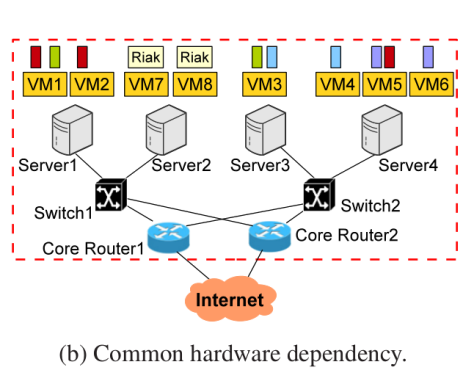 Riak Riak
VM1 VM2 VM7 VM8 VM3 VM4 VM5 VM6
Server1 Server2 Server3 Server4
Switch1 Switch2
Core Router1 Core Router2
Internet
(b) Common hardware dependency.